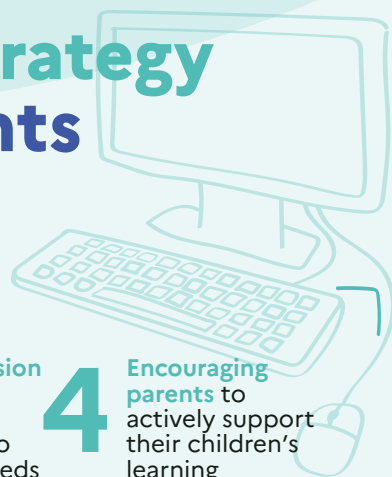 rategy
nts
sion
o
eds
4
Encouraging
parents to
actively support
their children's
learning